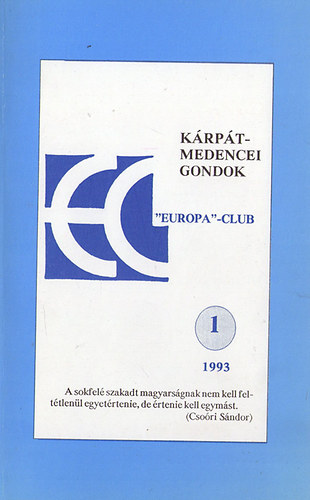 KÁRPÁT-
MEDENCEI
GONDOK
EC
"EUROPA"-CLUB
1
1993
A sokfelé szakadt magyarságnak nem kell fel-
tétlenül egyetértenie, de értenie kell egymást.
(Csoóri Sándor)